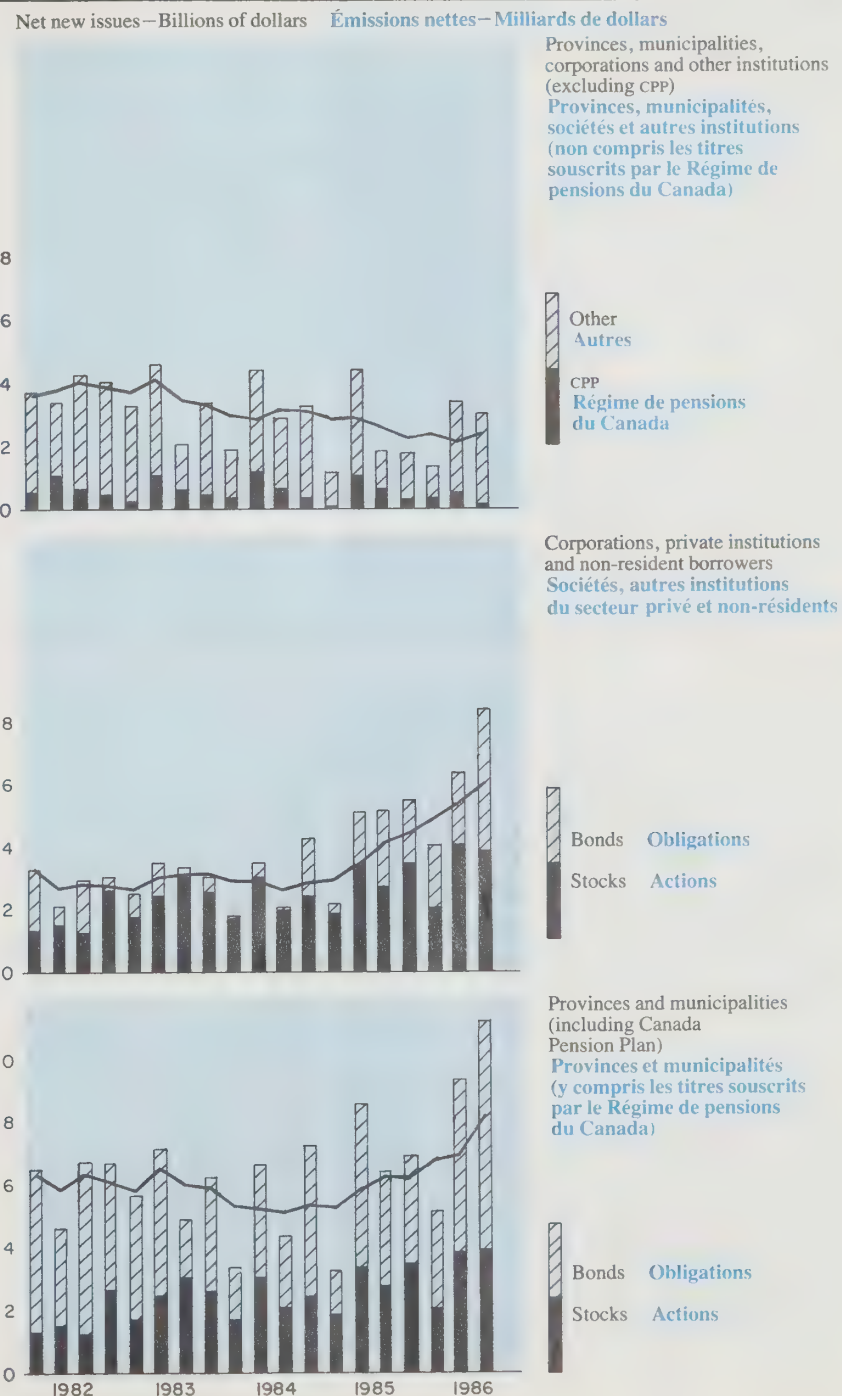 Net new issues—Billions of dollars Émissions nettes—Milliards de dollars
Provinces, municipalities,
corporations and other institutions
(excluding CPP)
Provinces, municipalités,
sociétés et autres institutions
(non compris les titres
souscrits par le Régime de
pensions du Canada)
8
6
4
2
0
Other
Autres
CPP
Régime de pensions
du Canada
Corporations, private institutions
and non-resident borrowers
Sociétés, autres institutions
du secteur privé et non-résidents
8
6
4
2
0
Bonds Obligations
Stocks Actions
Provinces and municipalities
(including Canada
Pension Plan)
Provinces et municipalités
(y compris les titres souscrits
par le Régime de pensions
du Canada)
0
8
6
4
2
0
Bonds Obligations
Stocks Actions
1982 1983 1984 1985 1986